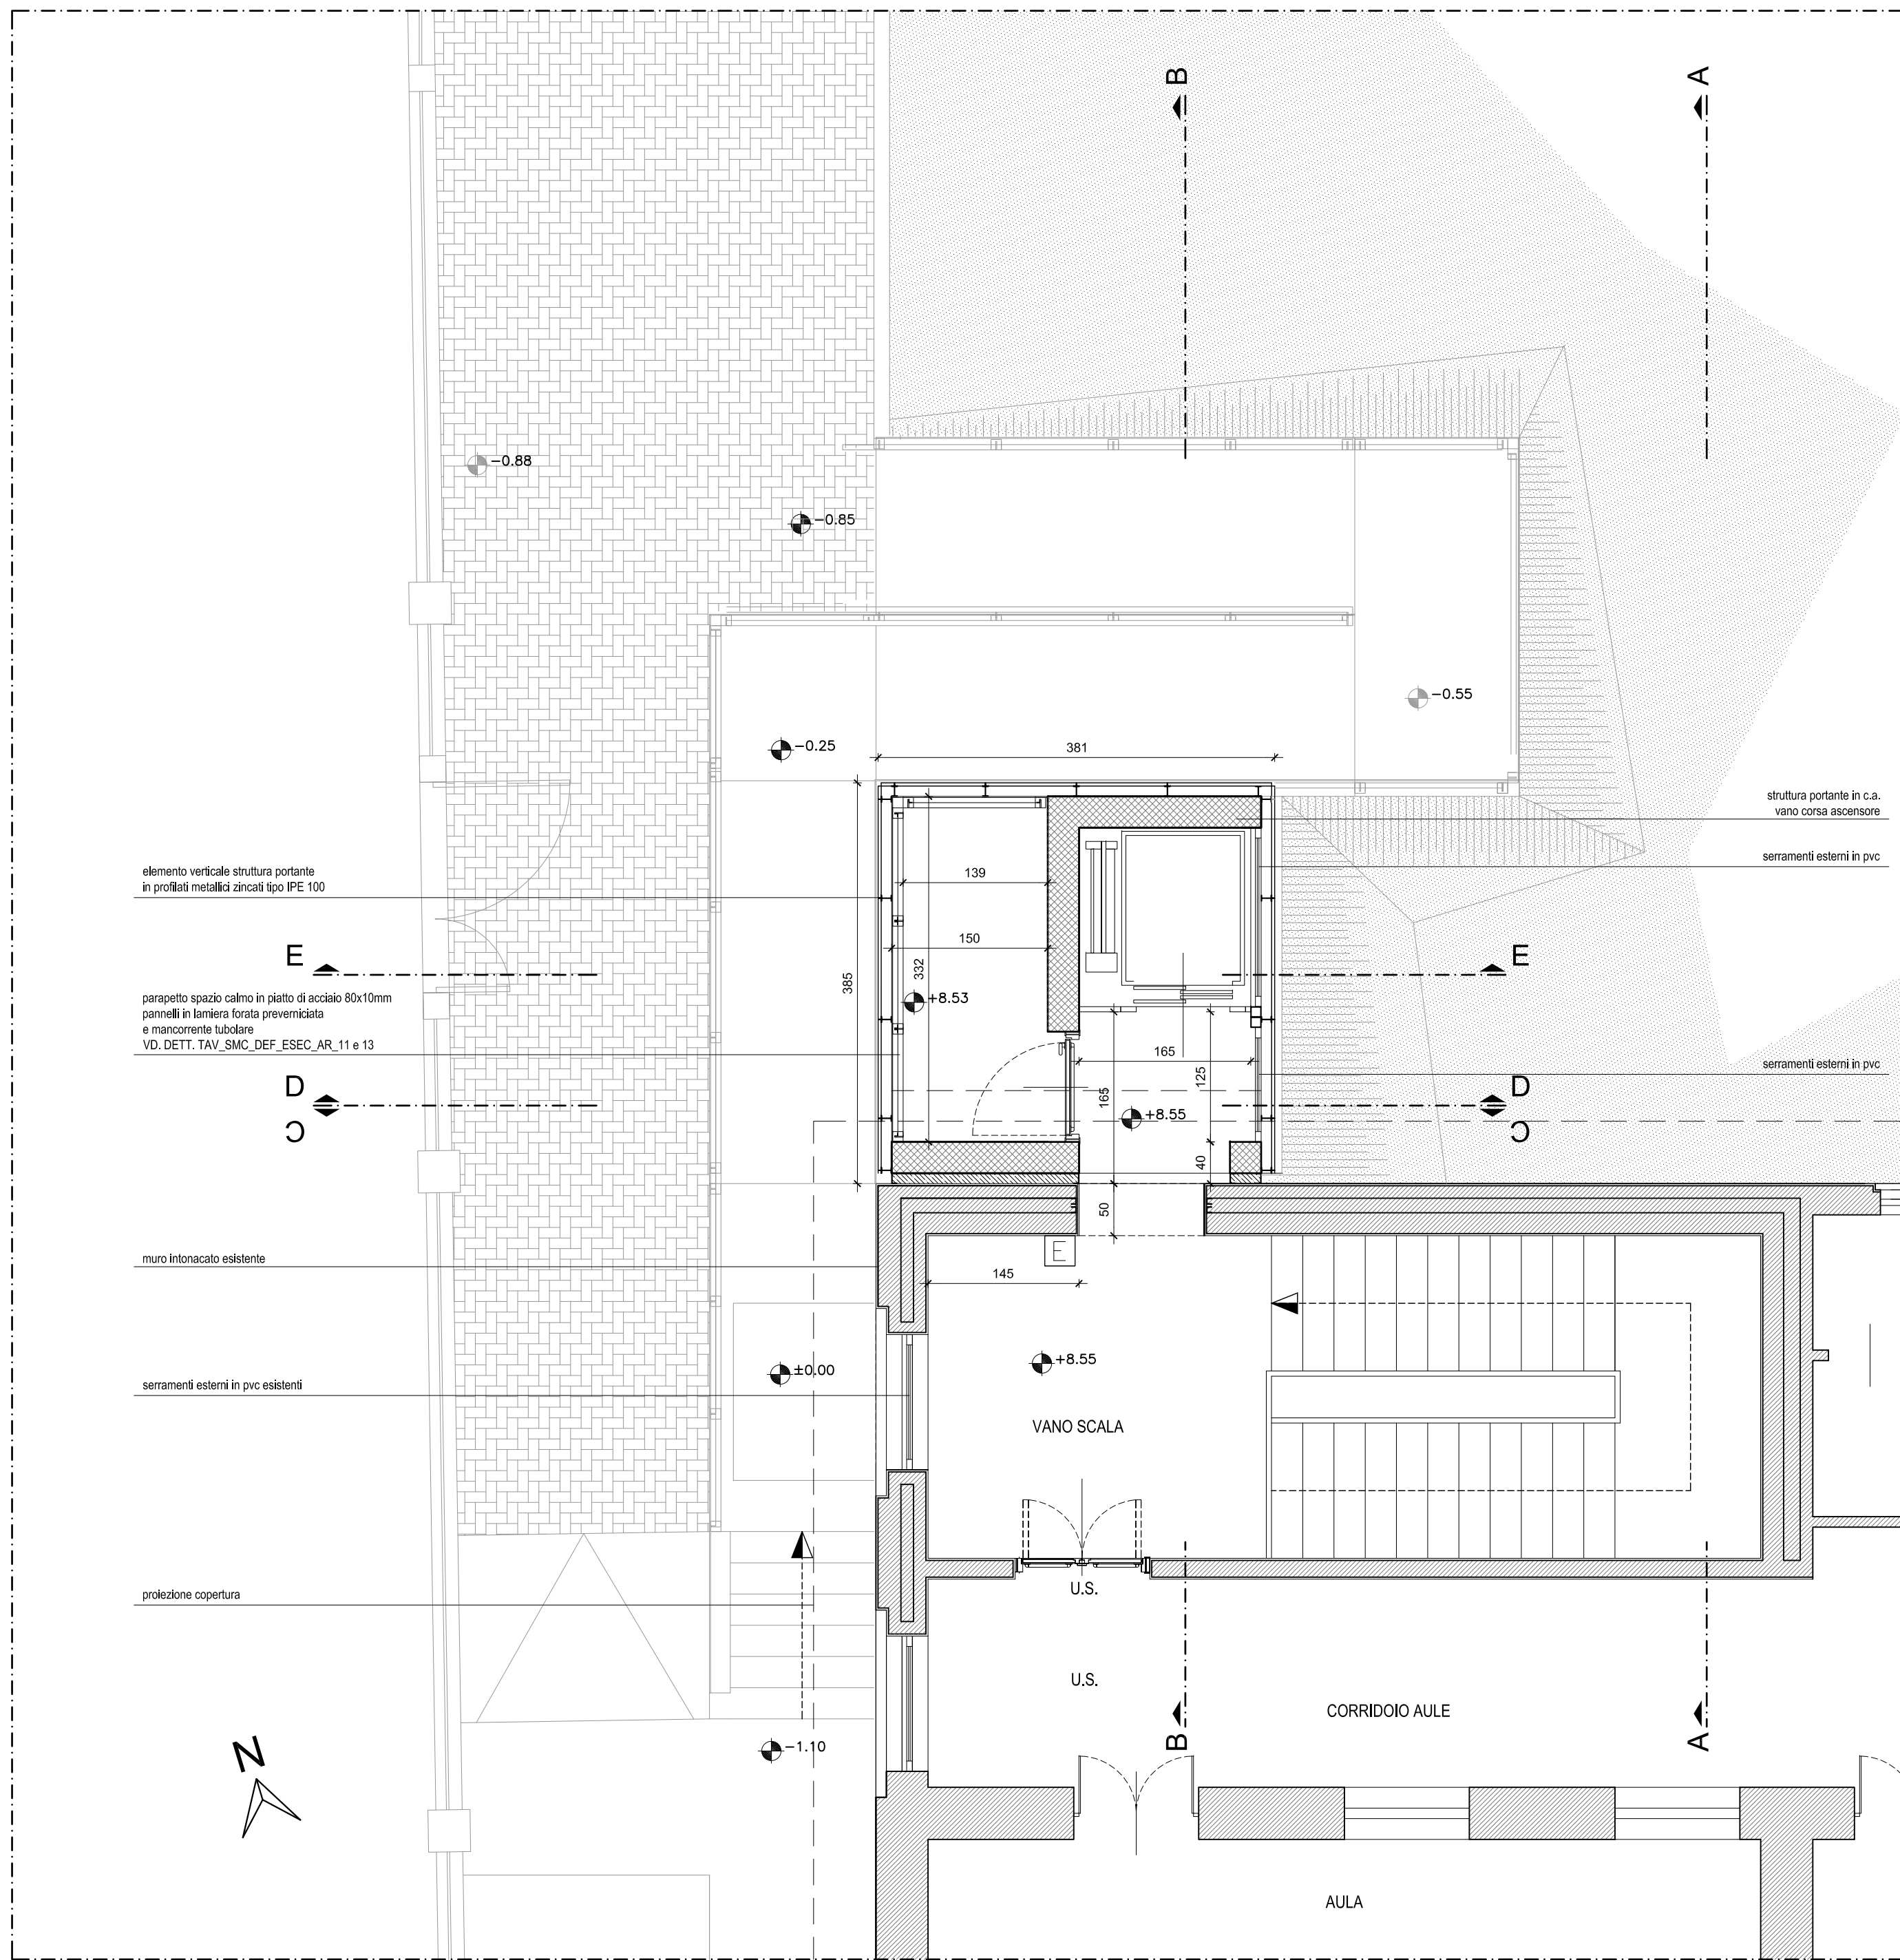 B
A
−0.88
−0.85
−0.55
−0.25
381
struttura portante in c.a.
vano corsa ascensore
serramenti esterni in pvc
elemento verticale struttura portante
in profilati metallici zincati tipo IPE 100
139
150
332
385
E
E
parapetto spazio calmo in piatto di acciaio 80x10mm
pannelli in lamiera forata preverniciata
e mancorrente tubolare
VD. DETT. TAV_SMC_DEF_ESEC_AR_11 e 13
+8.53
165
125
165
serramenti esterni in pvc
D
D
+8.55
C
C
40
50
E
muro intonacato esistente
145
+8.55
±0.00
serramenti esterni in pvc esistenti
VANO SCALA
U.S.
proiezione copertura
U.S.
CORRIDOIO AULE
B
A
N
−1.10
AULA